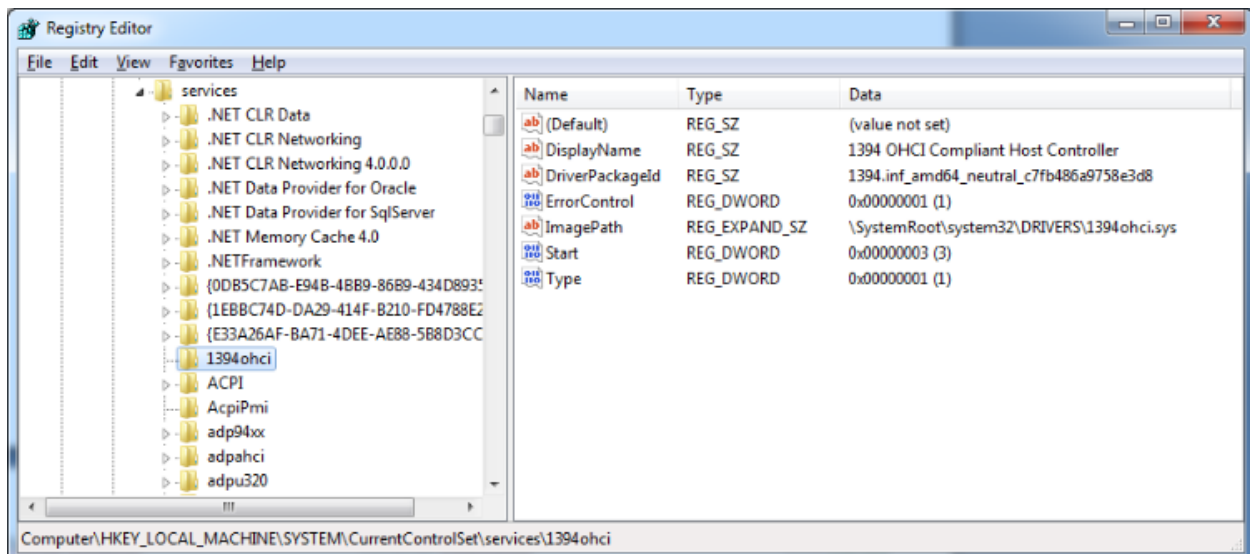 Registry Editor
File Edit View Favorites Help
services
.NET CLR Data
.NET CLR Networking
.NET CLR Networking 4.0.0.0
.NET Data Provider for Oracle
.NET Data Provider for SqlServer
.NET Memory Cache 4.0
.NETFramework
{0DB5C7AB-E94B-4BB9-86B9-434D8935
{1EBBC74D-DA29-414F-B210-FD4788E2
{E33A26AF-BA71-4DEE-AE88-5B8D3CC
1394ohci
ACPI
AcpiPmi
adp94xx
adpahci
adpu320
Name Type Data
(Default) REG_SZ (value not set)
DisplayName REG_SZ 1394 OHCI Compliant Host Controller
DriverPackageId REG_SZ 1394.inf_amd64_neutral_c7fb486a9758e3d8
ErrorControl REG_DWORD 0x00000001 (1)
ImagePath REG_EXPAND_SZ \SystemRoot\system32\DRIVERS\1394ohci.sys
Start REG_DWORD 0x00000003 (3)
Type REG_DWORD 0x00000001 (1)
Computer\HKEY_LOCAL_MACHINE\SYSTEM\CurrentControlSet\services\1394ohci